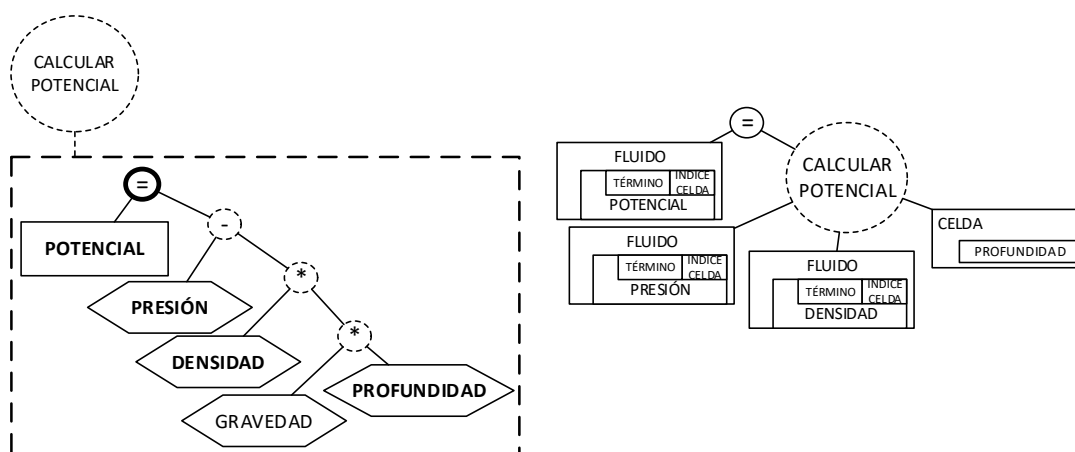 CALCULAR
POTENCIAL
=
POTENCIAL
-
PRESIÓN
*
DENSIDAD
*
GRAVEDAD
PROFUNDIDAD
=
FLUIDO
TÉRMINO
INDICE
CELDA
POTENCIAL
CALCULAR
POTENCIAL
FLUIDO
TÉRMINO
INDICE
CELDA
PRESIÓN
FLUIDO
TÉRMINO
INDICE
CELDA
DENSIDAD
CELDA
PROFUNDIDAD